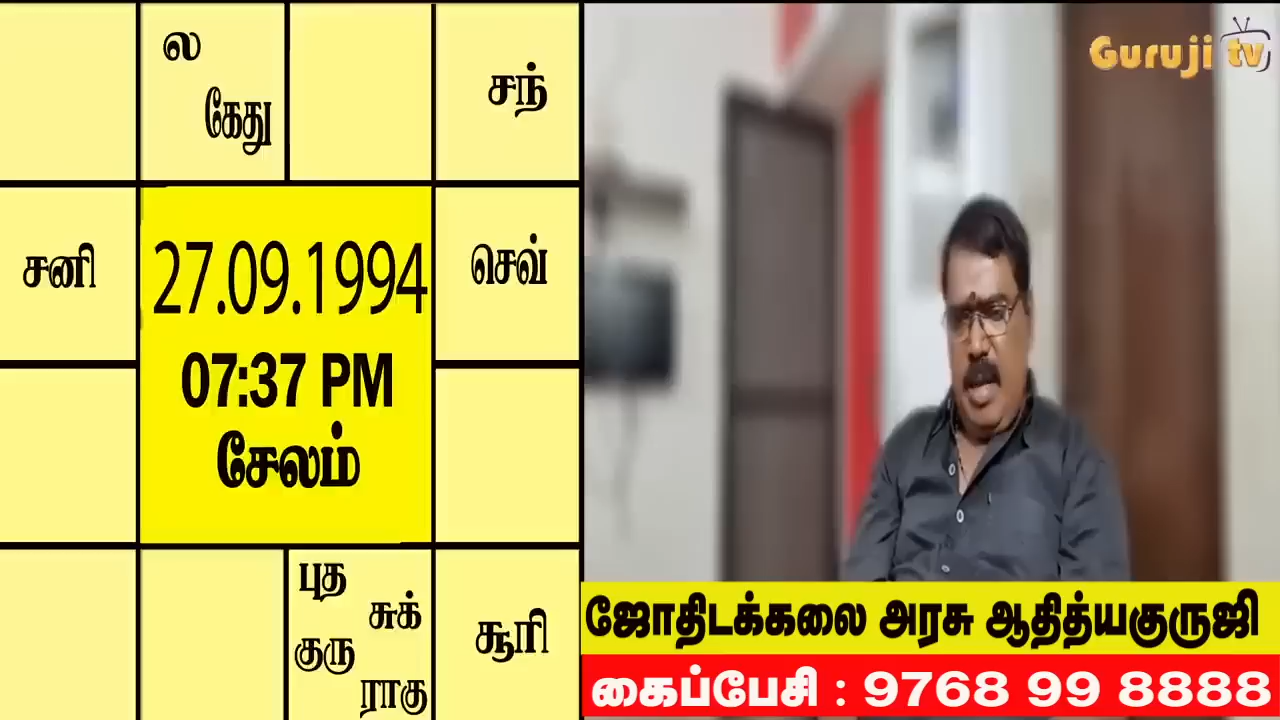 ல
கேது
சந்
சனி
27.09.1994
07:37 PM
சேலம்
செவ்
புத
சுக்
குரு
ராகு
சூரி
Guruji tv
ஜோதிடக்கலை அரசு ஆதித்யகுருஜி
கைப்பேசி : 9768 99 8888